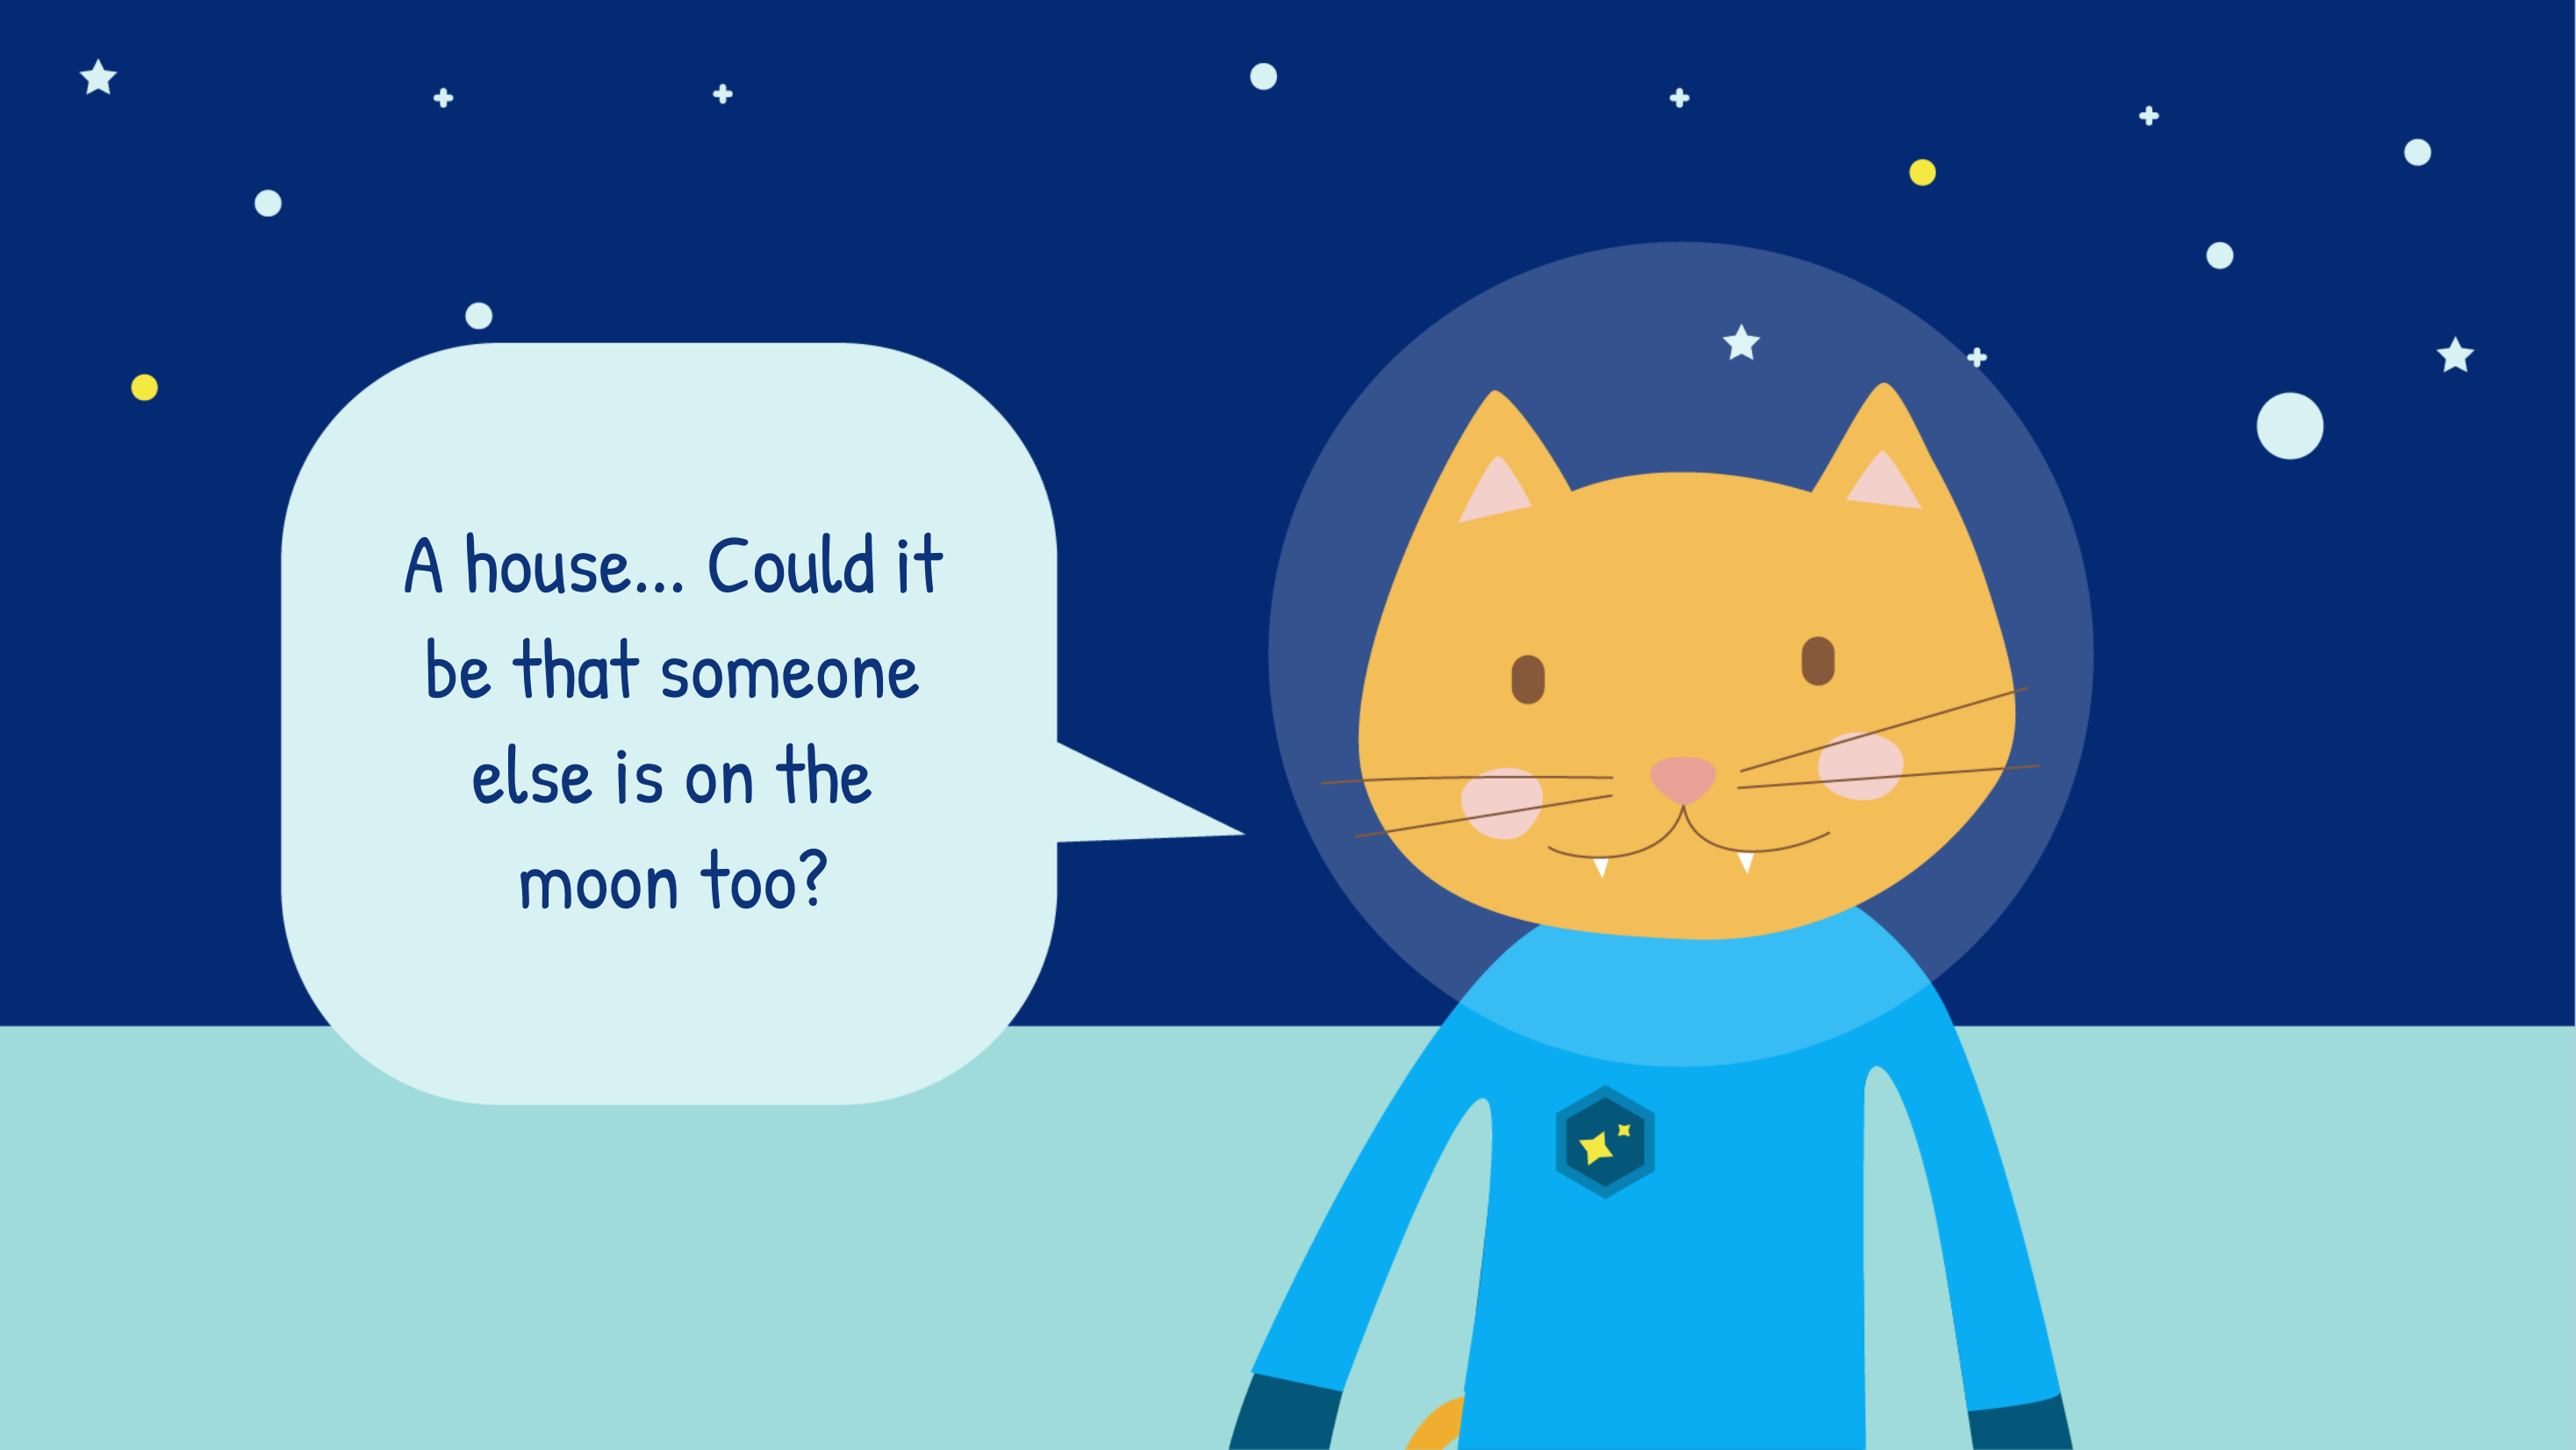 A house... Could it
be that someone
else is on the
moon too?